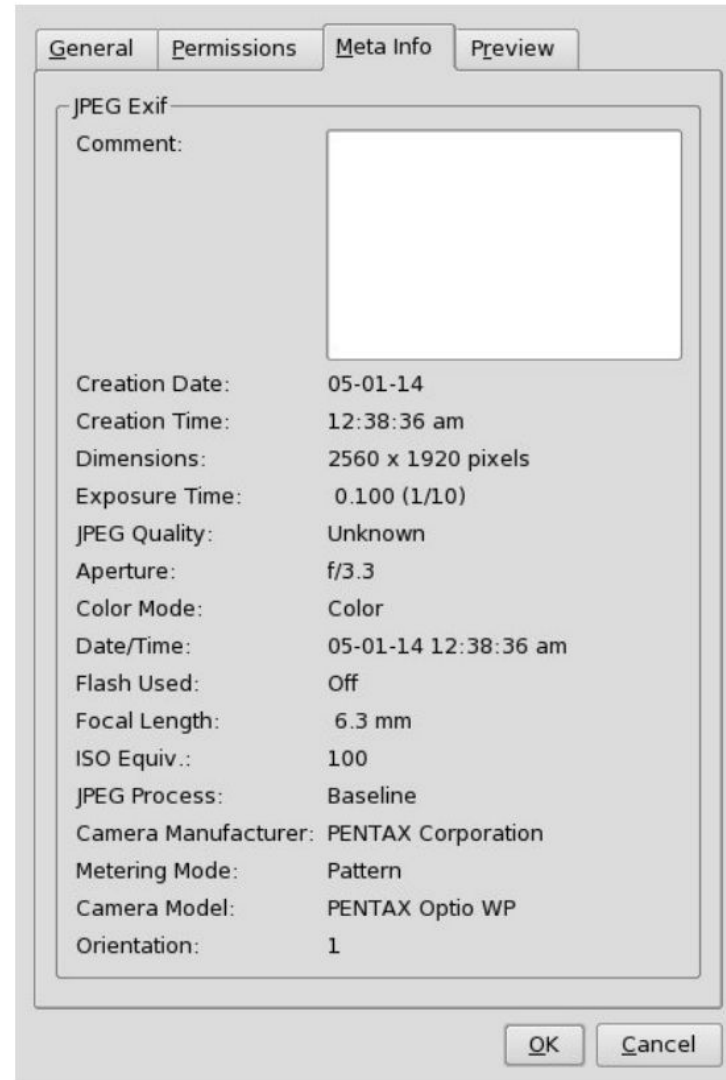 General Permissions Meta Info Preview
JPEG Exif
Comment:
Creation Date: 05-01-14
Creation Time: 12:38:36 am
Dimensions: 2560 x 1920 pixels
Exposure Time: 0.100 (1/10)
JPEG Quality: Unknown
Aperture: f/3.3
Color Mode: Color
Date/Time: 05-01-14 12:38:36 am
Flash Used: Off
Focal Length: 6.3 mm
ISO Equiv.: 100
JPEG Process: Baseline
Camera Manufacturer: PENTAX Corporation
Metering Mode: Pattern
Camera Model: PENTAX Optio WP
Orientation: 1
OK Cancel